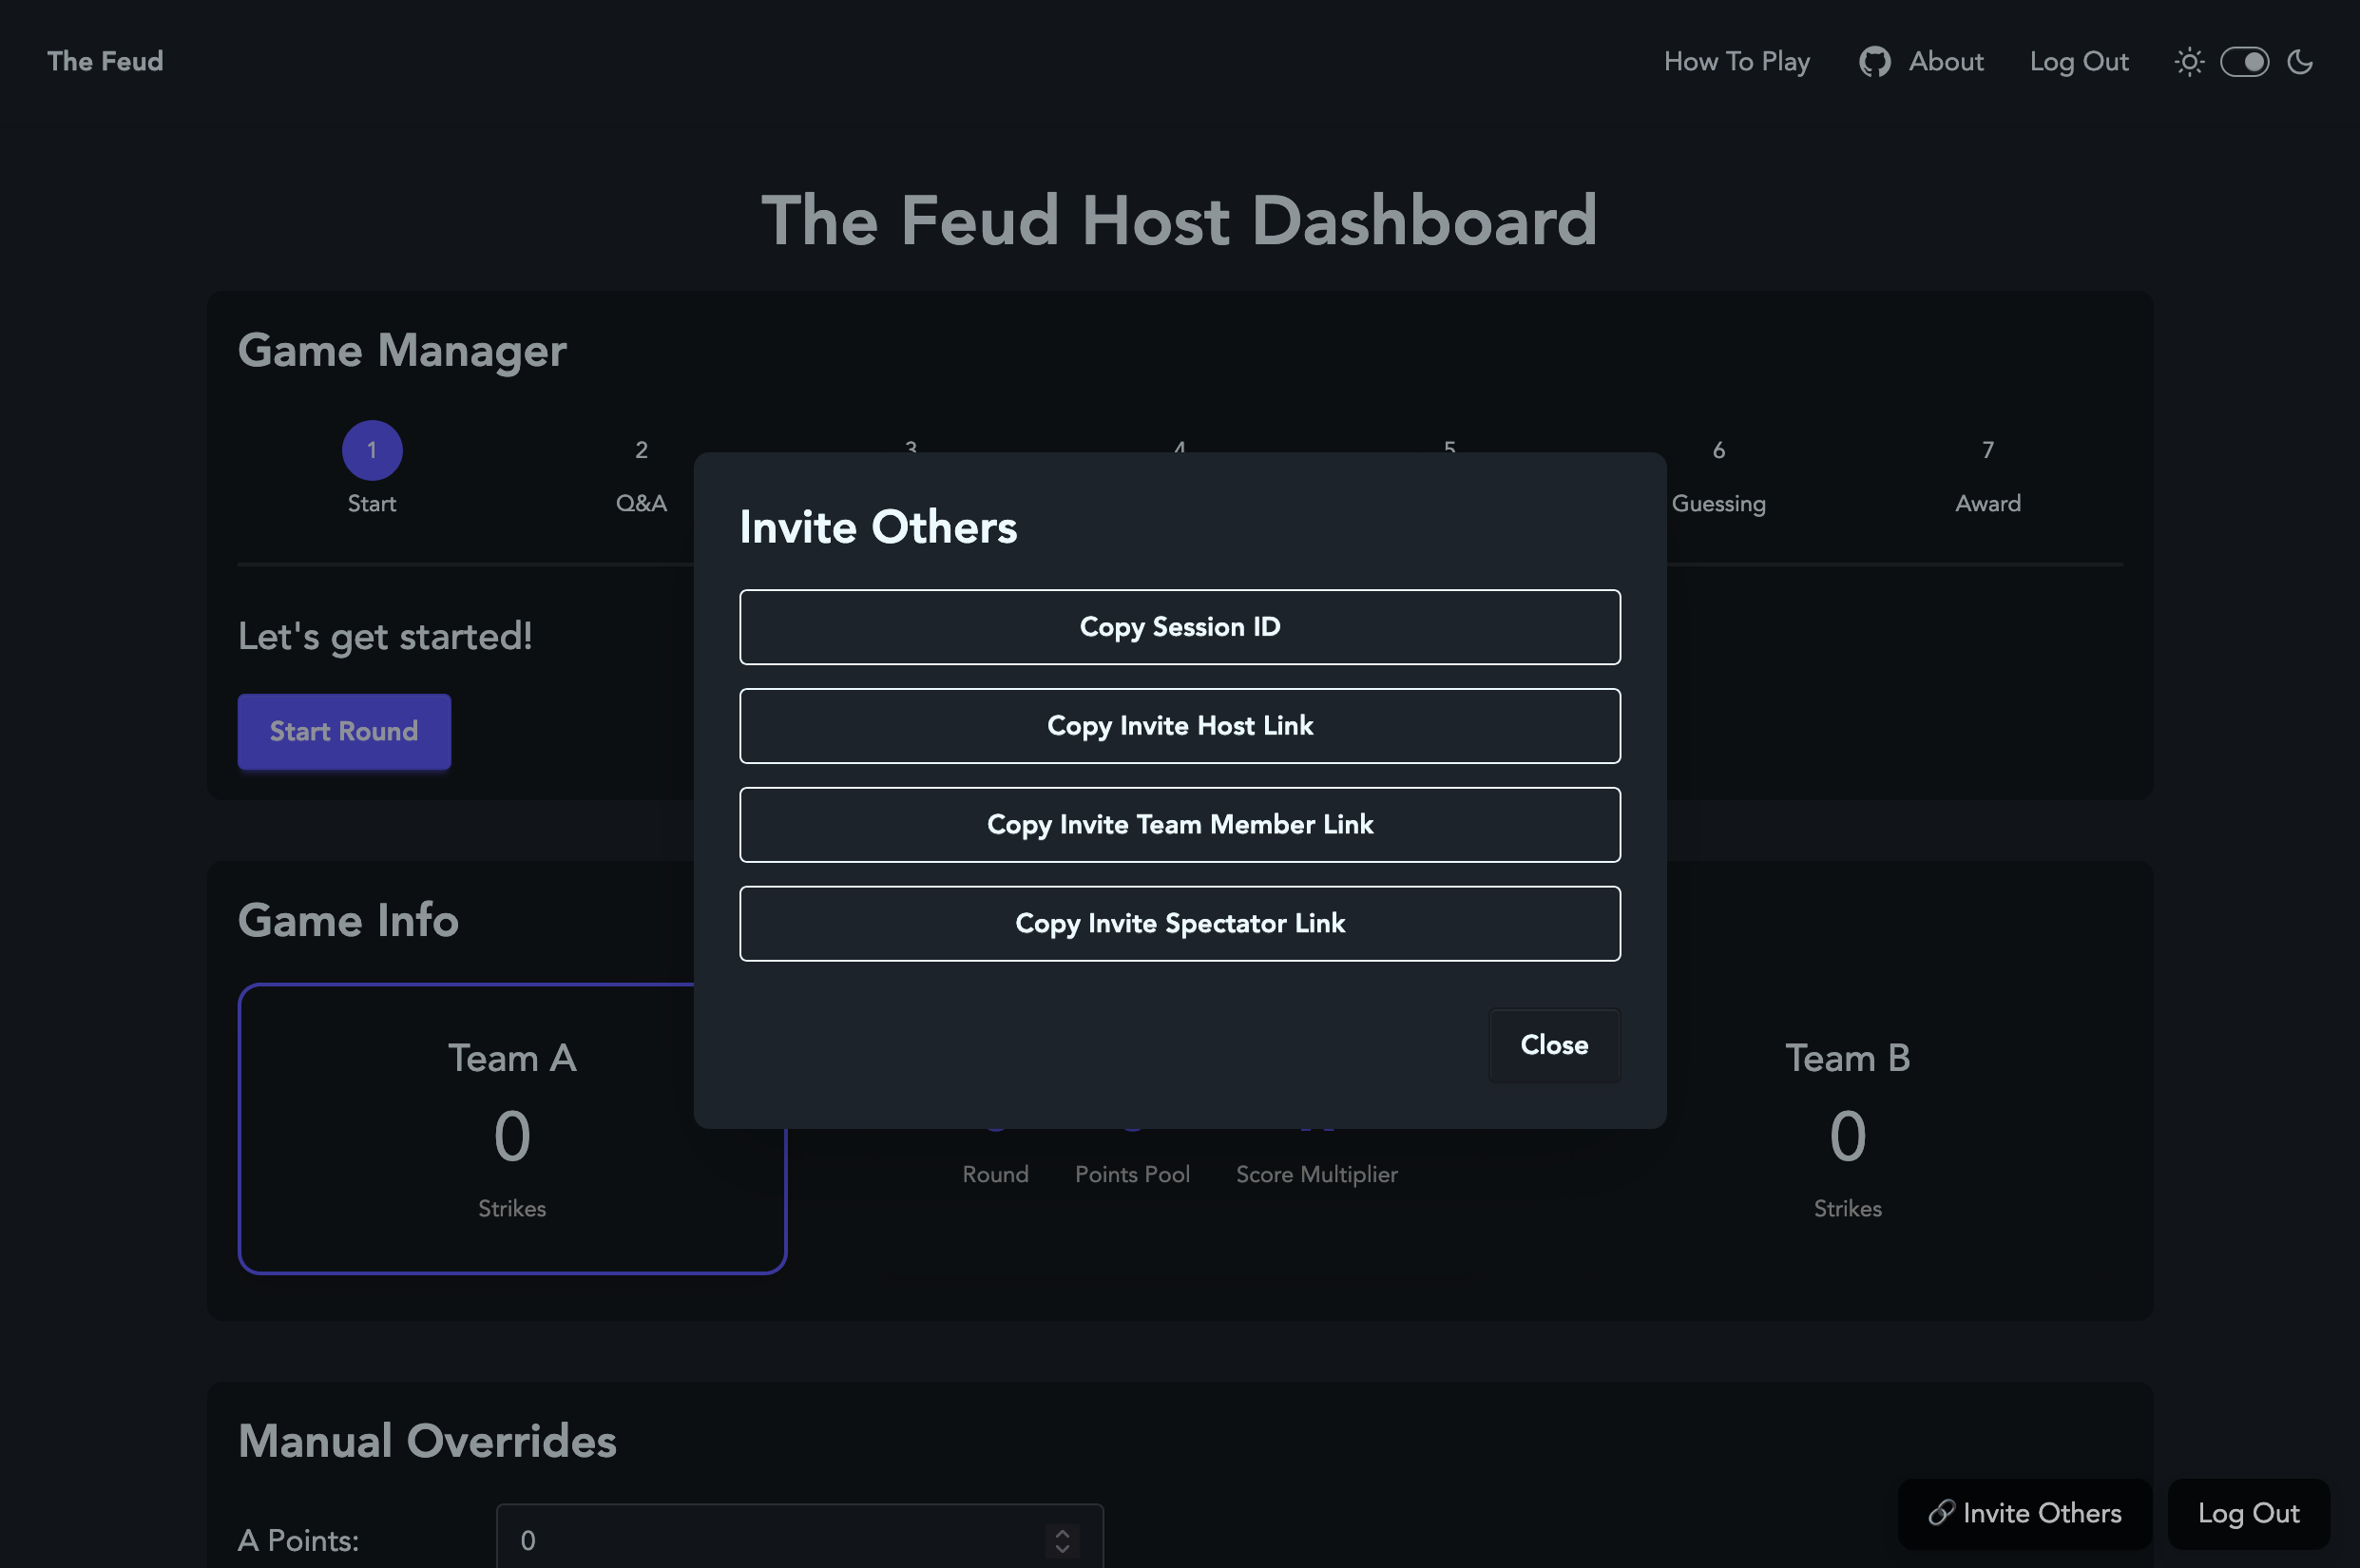 The Feud
How To Play
About
Log Out
The Feud Host Dashboard
Game Manager
1
2
3
4
5
6
7
Start
Q&A
Guessing
Award
Let's get started!
Start Round
Invite Others
Copy Session ID
Copy Invite Host Link
Copy Invite Team Member Link
Copy Invite Spectator Link
Close
Game Info
Team A
0
Strikes
Round
Points Pool
Score Multiplier
Team B
0
Strikes
Manual Overrides
A Points:
0
Invite Others
Log Out